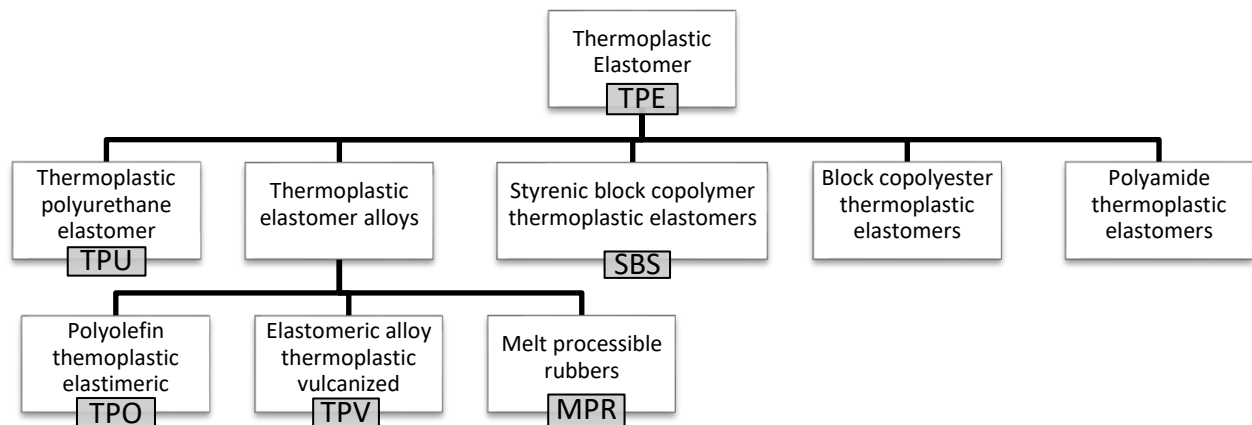 Thermoplastic
Elastomer
TPE
Thermoplastic
polyurethane
elastomer
TPU
Thermoplastic
elastomer alloys
Styrenic block copolymer
thermoplastic elastomers
SBS
Block copolyester
thermoplastic
elastomers
Polyamide
thermoplastic
elastomers
Polyolefin
themoplastic
elastimeric
TPO
Elastomeric alloy
thermoplastic
vulcanized
TPV
Melt processible
rubbers
MPR